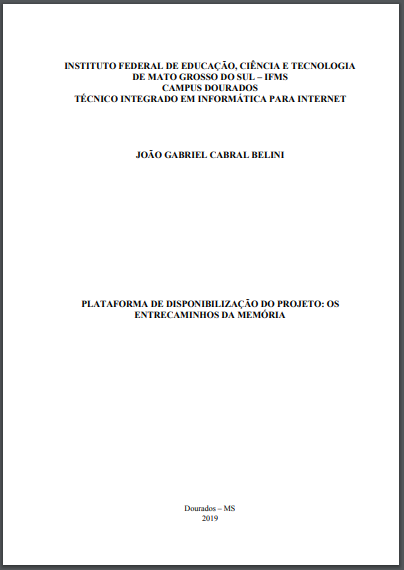 INSTITUTO FEDERAL DE EDUCAÇÃO, CIÊNCIA E TECNOLOGIA
DE MATO GROSSO DO SUL – IFMS
CAMPUS DOURADOS
TÉCNICO INTEGRADO EM INFORMÁTICA PARA INTERNET
JOÃO GABRIEL CABRAL BELINI
PLATAFORMA DE DISPONIBILIZAÇÃO DO PROJETO: OS
ENTRECAMINHOS DA MEMÓRIA
Dourados – MS
2019